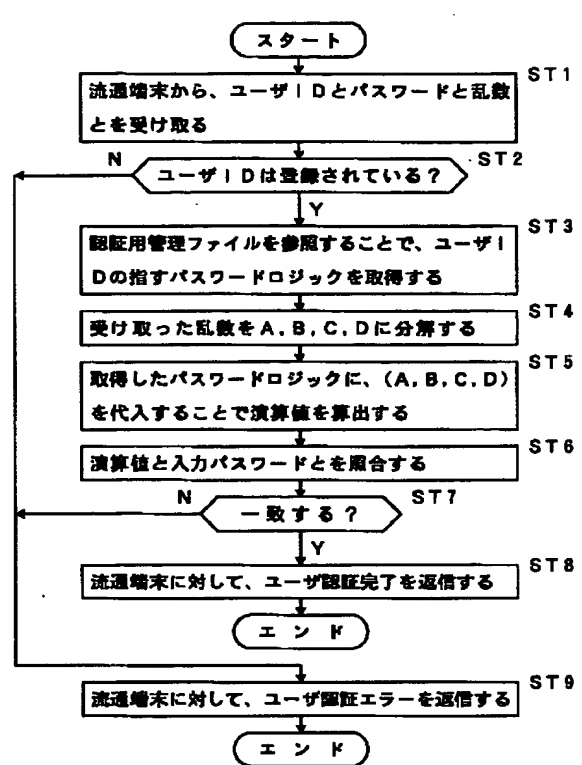 スタート
ST1
流通端末から、ユーザIDとパスワードと乱数
とを受け取る
N
ST2
ユーザIDは登録されている?
Y
ST3
認証用管理ファイルを参照することで、ユーザI
Dの指すパスワードロジックを取得する
ST4
受け取った乱数をA,B,C,Dに分解する
ST5
取得したパスワードロジックに、(A,B,C,D)
を代入することで演算値を算出する
ST6
演算値と入力パスワードとを照合する
N
ST7
一致する?
Y
ST8
流通端末に対して、ユーザ認証完了を返信する
エンド
ST9
流通端末に対して、ユーザ認証エラーを返信する
エンド